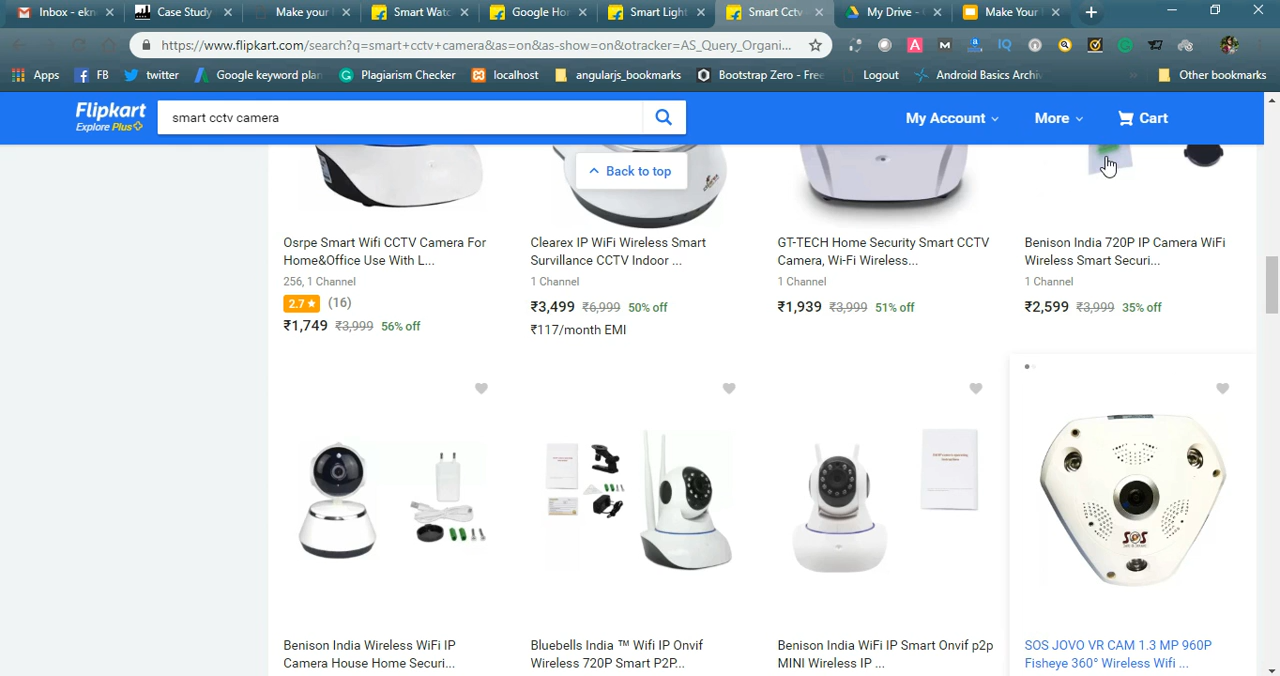 Inbox - ekn
Case Study
Make your
Smart Watc
Google Hor
Smart Light
Smart Cctv
My Drive -
Make Your
https://www.flipkart.com/search?q=smart+cctv+camera&as=on&as-show=on&otracker=AS_Query_Organi...
Apps
FB
twitter
Google keyword plan
Plagiarism Checker
localhost
angularjs_bookmarks
Bootstrap Zero - Free
Logout
Android Basics Archiv
Other bookmarks
Flipkart
Explore Plus
smart cctv camera
My Account
More
Cart
Back to top
Osrpe Smart Wifi CCTV Camera For
Home&Office Use With L...
256, 1 Channel
2.7 ★ (16)
₹1,749 ₹3,999 56% off
Clearex IP WiFi Wireless Smart
Survillance CCTV Indoor ...
1 Channel
₹3,499 ₹6,999 50% off
₹117/month EMI
GT-TECH Home Security Smart CCTV
Camera, Wi-Fi Wireless...
1 Channel
₹1,939 ₹3,999 51% off
Benison India 720P IP Camera WiFi
Wireless Smart Securi...
1 Channel
₹2,599 ₹3,999 35% off
SOS
Benison India Wireless WiFi IP
Camera House Home Securi...
Bluebells India ™ Wifi IP Onvif
Wireless 720P Smart P2P...
Benison India WiFi IP Smart Onvif p2p
MINI Wireless IP ...
SOS JOVO VR CAM 1.3 MP 960P
Fisheye 360° Wireless Wifi ...